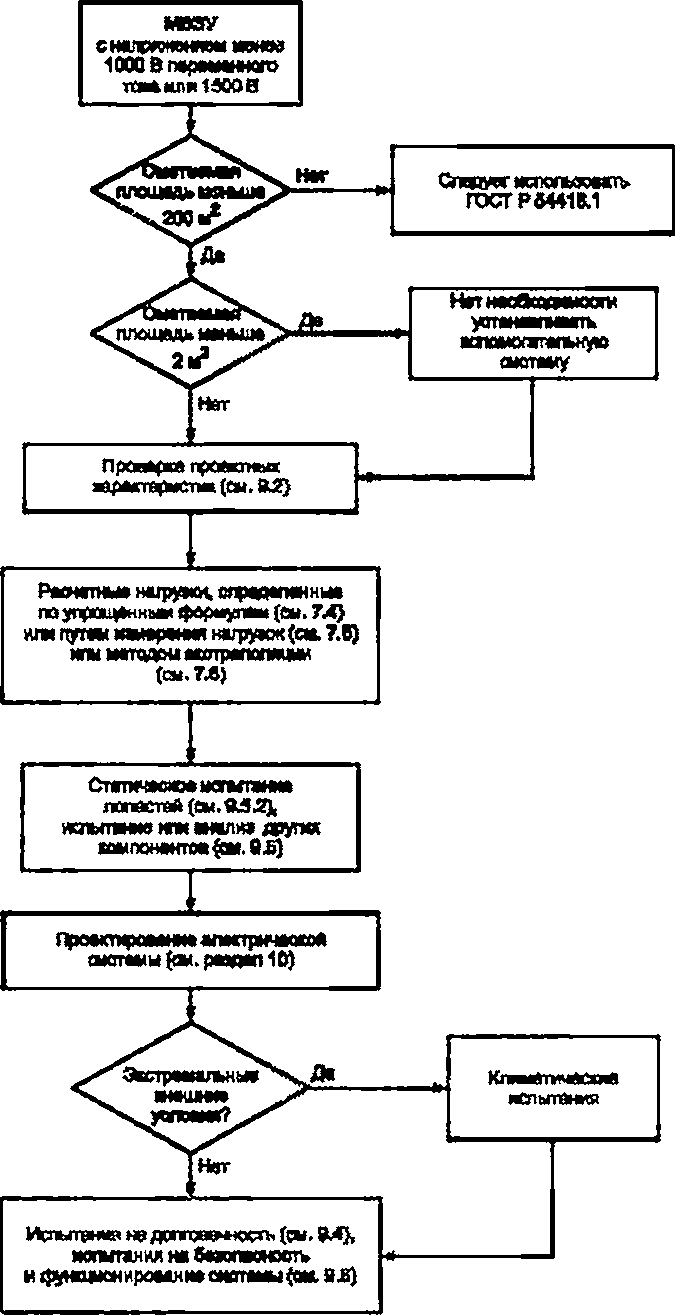 МВЭУ
с напряжением менее
1000 В переменного
тока или 1500 В
Ометаемая
площадь меньше
200 м²
Нет
Следует использовать
ГОСТ Р 54418.1
Да
Ометаемая
площадь меньше
2 м²
Да
Нет необходимости
устанавливать
вспомогательную
систему
Нет
Проверка проектных
характеристик (см. 9.2)
Расчетные нагрузки, определенные
по упрощенным формулам (см. 7.4)
или путем измерения нагрузок (см. 7.5)
или методом экстраполяции
(см. 7.6)
Статическое испытание
лопастей (см. 9.5.2),
испытание или анализ других
компонентов (см. 9.5)
Проектирование электрической
системы (см. раздел 10)
Экстремальные
внешние
условия?
Да
Климатические
испытания
Нет
Испытания на долговечность (см. 9.4),
испытания на безопасность
и функционирование системы (см. 9.6)